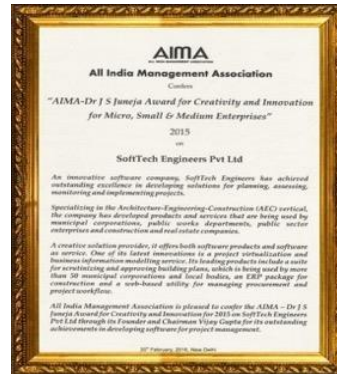 AIMA
ALL INDIA MANAGEMENT ASSOCIATION
All India Management Association
Confers
"AIMA-Dr J S Juneja Award for Creativity and Innovation
for Micro, Small & Medium Enterprises"
2015
on
SoftTech Engineers Pvt Ltd
An innovative software company, SoftTech Engineers has achieved
outstanding excellence in developing solutions for planning, assessing,
monitoring and implementing projects.
Specializing in the Architecture-Engineering-Construction (AEC) vertical,
the company has developed products and services that are being used by
municipal corporations, public works departments, public sector
enterprises and construction and real estate companies.
A creative solution provider, it offers both software products and software
as service. One of its latest innovations is a project virtualization and
business information modelling service. Its leading products include a suite
for scrutinizing and approving building plans, which is being used by more
than 50 municipal corporations and local bodies, an ERP package for
construction and a web-based utility for managing procurement and
project workflow.
All India Management Association is pleased to confer the AIMA - Dr J S
Juneja Award for Creativity and Innovation for 2015 on SoftTech Engineers
Pvt Ltd through its Founder and Chairman Vijay Gupta for its outstanding
achievements in developing software for project management.
February, 2016, New Delhi